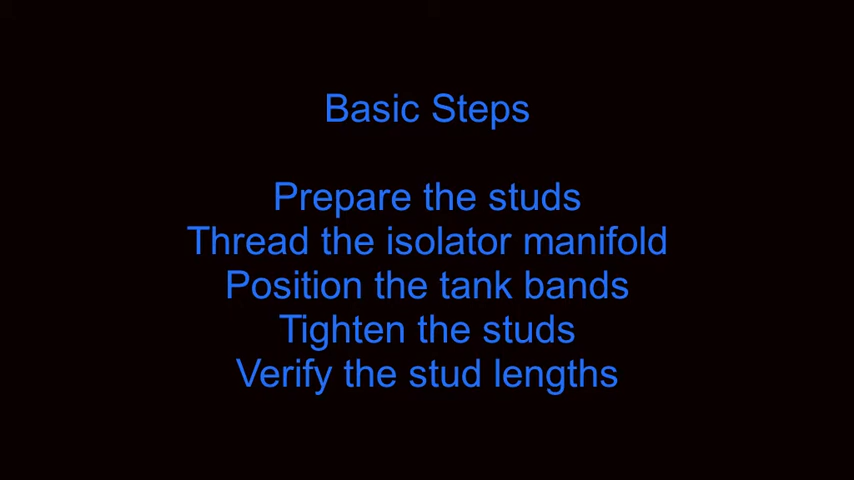 Basic Steps
Prepare the studs
Thread the isolator manifold
Position the tank bands
Tighten the studs
Verify the stud lengths